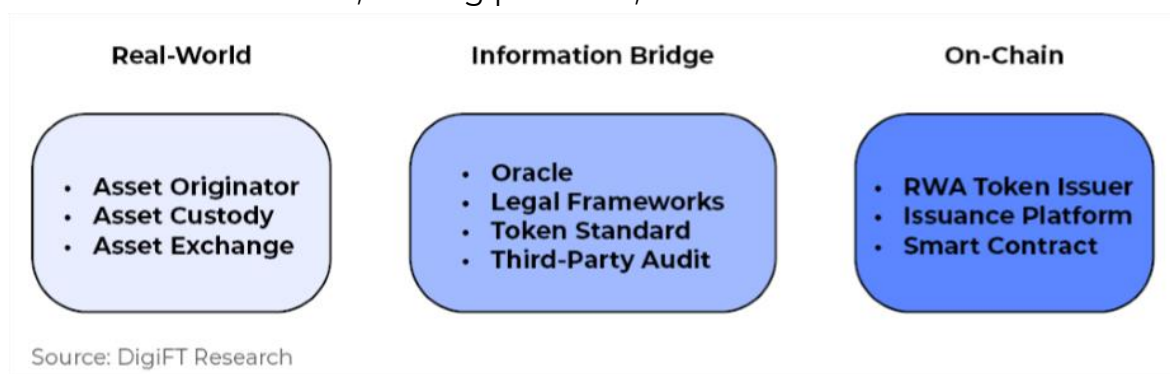 Real-World
Information Bridge
On-Chain
• Asset Originator
• Asset Custody
• Asset Exchange
• Oracle
• Legal Frameworks
• Token Standard
• Third-Party Audit
• RWA Token Issuer
• Issuance Platform
• Smart Contract
Source: DigiFT Research